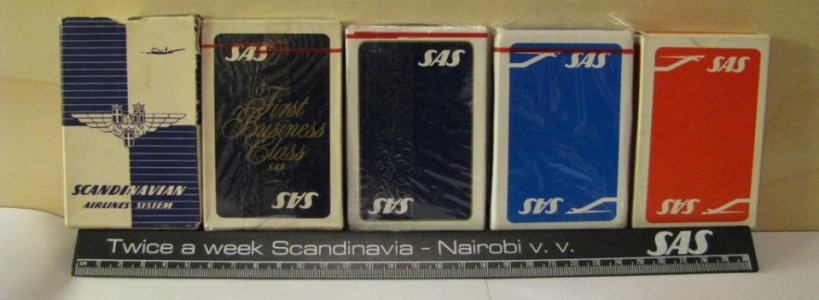 SCANDINAVIAN
AIRLINES SYSTEM
SAS
First
Business
Class
SAS
SAS
SAS
SAS
SAS
SAS
SAS
SAS
Twice a week Scandinavia - Nairobi v. v. SAS